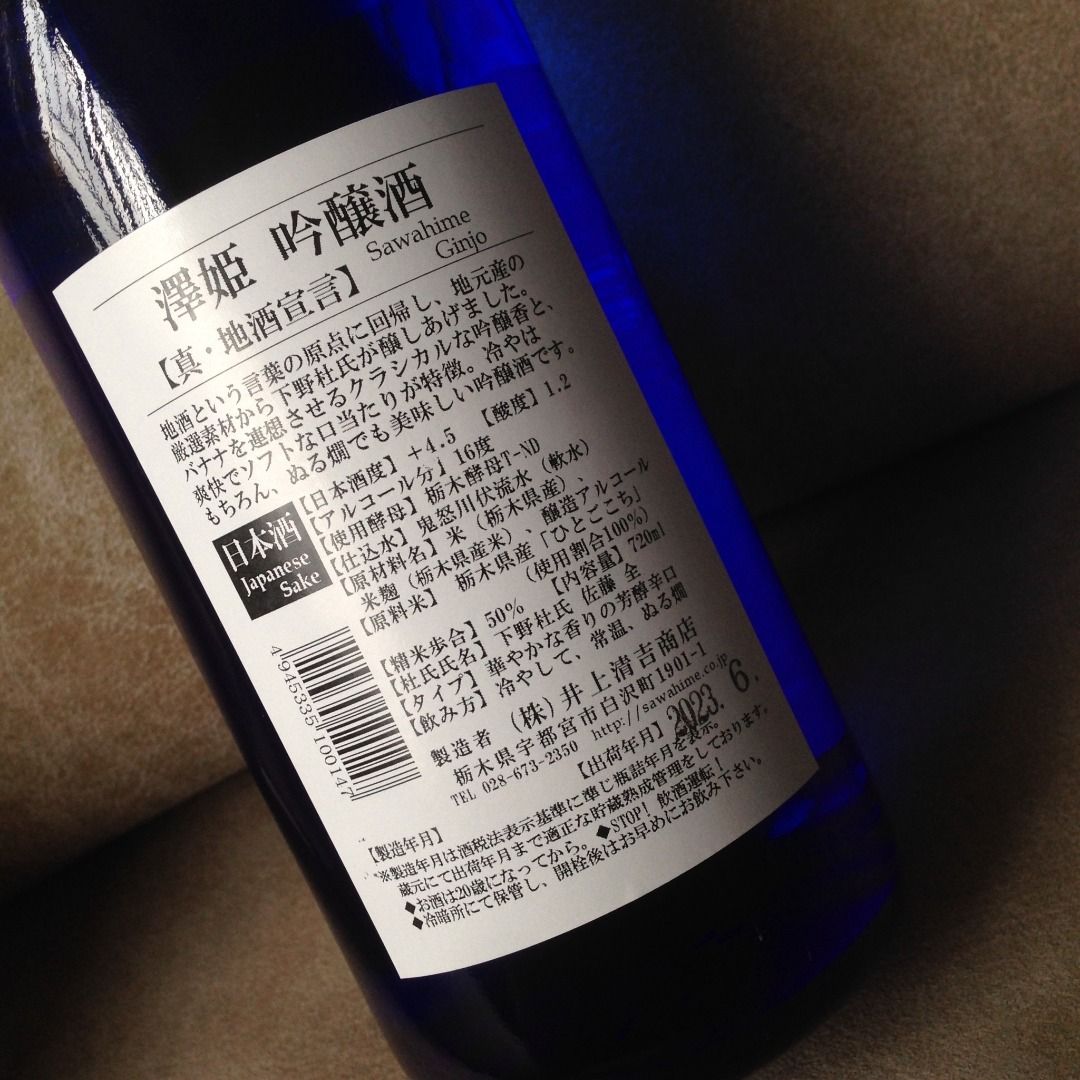 澤姫 吟醸酒
Sawahime
Ginjo
【真・地酒宣言】
地酒という言葉の原点に回帰し、地元産の
厳選素材から下野杜氏が醸しあげました。
バナナを連想させるクラシカルな吟醸香と、
爽快でソフトな口当たりが特徴。冷やは
もちろん、ぬる燗でも美味しい吟醸酒です。
日本酒
Japanese
Sake
【日本酒度】+4.5 【酸度】1.2
【アルコール分】16度
【使用酵母】栃木酵母T-ND
【仕込水】鬼怒川伏流水（軟水）
【原材料名】米（栃木県産）、
米麹（栃木県産米）、醸造アルコール
【原料米】 栃木県産「ひとごこち」
（使用割合100%）
【精米歩合】50% 【内容量】720ml
【杜氏氏名】下野杜氏 佐藤 全
【タイプ】華やかな香りの芳醇辛口
【飲み方】冷やして、常温、ぬる燗
製造者 （株）井上清吉商店
栃木県宇都宮市白沢町1901-1
TEL 028-673-2350 http://sawahime.co.jp
【出荷年月】2023. 6.
4 945335 100147
【製造年月】
※製造年月は酒税法表示基準に準じ瓶詰年月を表示。
蔵元にて出荷年月まで適正な貯蔵熟成管理をしております。
◆お酒は20歳になってから。◆STOP! 飲酒運転!
◆冷暗所にて保管し、開栓後はお早めにお飲み下さい。